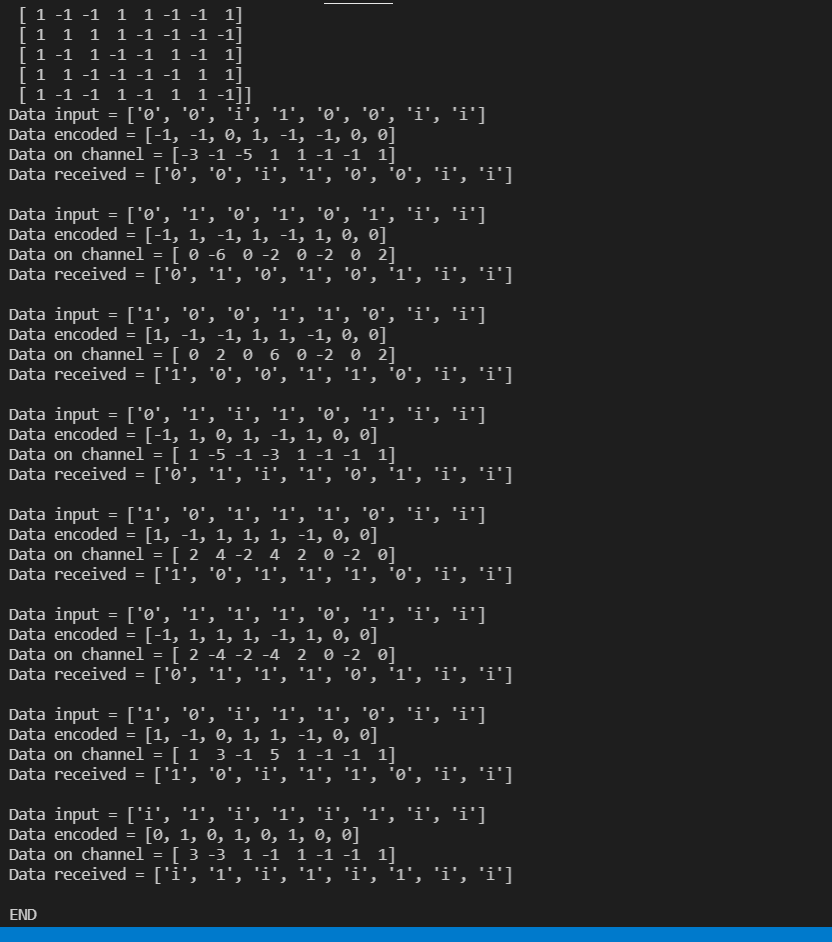 [ 1 -1 -1  1  1 -1 -1  1]
[ 1  1  1  1 -1 -1 -1 -1]
[ 1 -1  1 -1 -1  1 -1  1]
[ 1  1 -1 -1 -1 -1  1  1]
[ 1 -1 -1  1 -1  1  1 -1]]
Data input = ['0', '0', 'i', '1', '0', '0', 'i', 'i']
Data encoded = [-1, -1, 0, 1, -1, -1, 0, 0]
Data on channel = [-3 -1 -5  1  1 -1 -1  1]
Data received = ['0', '0', 'i', '1', '0', '0', 'i', 'i']
Data input = ['0', '1', '0', '1', '0', '1', 'i', 'i']
Data encoded = [-1, 1, -1, 1, -1, 1, 0, 0]
Data on channel = [ 0 -6  0 -2  0 -2  0  2]
Data received = ['0', '1', '0', '1', '0', '1', 'i', 'i']
Data input = ['1', '0', '0', '1', '1', '0', 'i', 'i']
Data encoded = [1, -1, -1, 1, 1, -1, 0, 0]
Data on channel = [ 0  2  0  6  0 -2  0  2]
Data received = ['1', '0', '0', '1', '1', '0', 'i', 'i']
Data input = ['0', '1', 'i', '1', '0', '1', 'i', 'i']
Data encoded = [-1, 1, 0, 1, -1, 1, 0, 0]
Data on channel = [ 1 -5 -1 -3  1 -1 -1  1]
Data received = ['0', '1', 'i', '1', '0', '1', 'i', 'i']
Data input = ['1', '0', '1', '1', '1', '0', 'i', 'i']
Data encoded = [1, -1, 1, 1, 1, -1, 0, 0]
Data on channel = [ 2  4 -2  4  2  0 -2  0]
Data received = ['1', '0', '1', '1', '1', '0', 'i', 'i']
Data input = ['0', '1', '1', '1', '0', '1', 'i', 'i']
Data encoded = [-1, 1, 1, 1, -1, 1, 0, 0]
Data on channel = [ 2 -4 -2 -4  2  0 -2  0]
Data received = ['0', '1', '1', '1', '0', '1', 'i', 'i']
Data input = ['1', '0', 'i', '1', '1', '0', 'i', 'i']
Data encoded = [1, -1, 0, 1, 1, -1, 0, 0]
Data on channel = [ 1  3 -1  5  1 -1 -1  1]
Data received = ['1', '0', 'i', '1', '1', '0', 'i', 'i']
Data input = ['i', '1', 'i', '1', 'i', '1', 'i', 'i']
Data encoded = [0, 1, 0, 1, 0, 1, 0, 0]
Data on channel = [ 3 -3  1 -1  1 -1 -1  1]
Data received = ['i', '1', 'i', '1', 'i', '1', 'i', 'i']
END